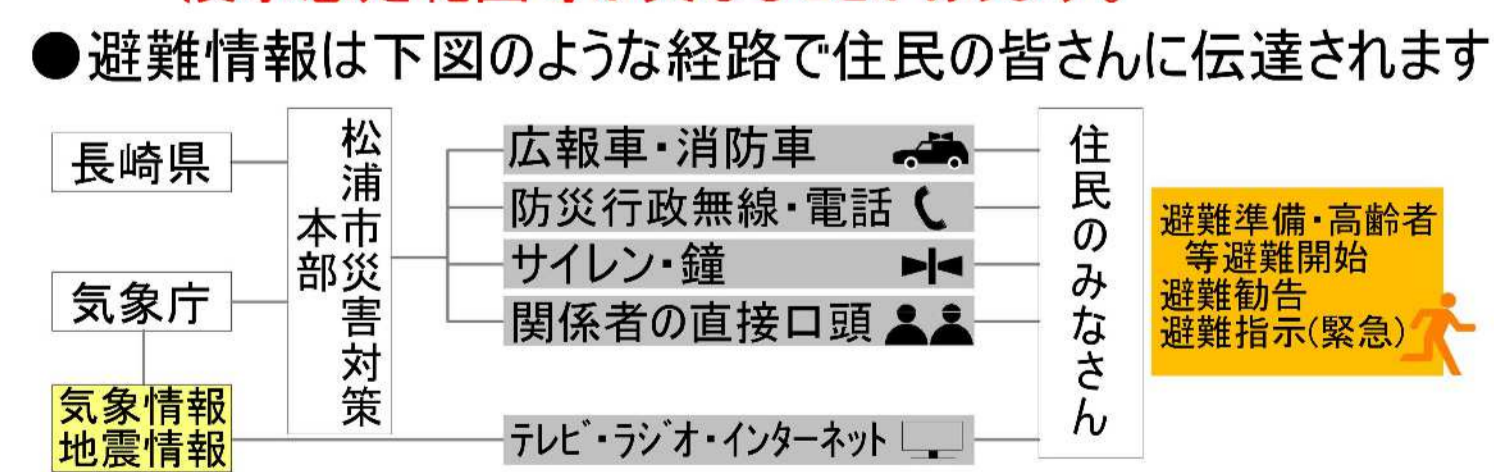 ●避難情報は下図のような経路で住民の皆さんに伝達されます
長崎県
気象庁
気象情報
地震情報
松浦市災害対策
本部
広報車・消防車
防災行政無線・電話
サイレン・鐘
関係者の直接口頭
テレビ・ラジオ・インターネット
住民のみなさん
避難準備・高齢者
等避難開始
避難勧告
避難指示(緊急)